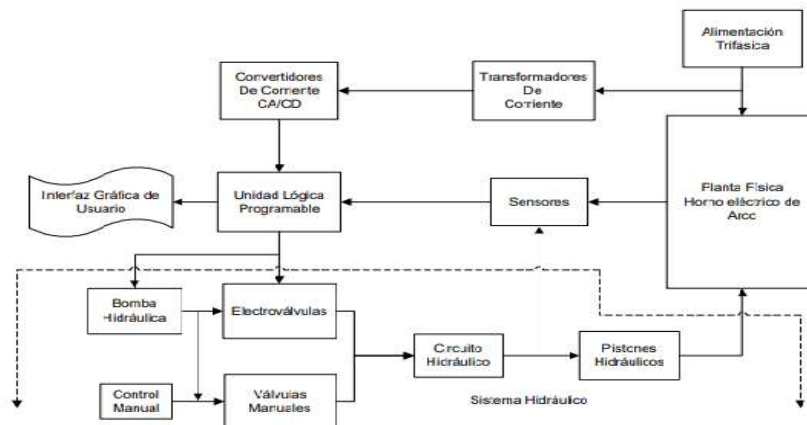 Alimentación
Trifasica
Convertidores
De Corriente
CA/CD
Transformadores
De
Corriente
Interfaz Gráfica de
Usuario
Unidad Lógica
Programable
Sensores
Planta Física
Horno eléctrico de
Arco
Bomba
Hidráulica
Electroválvulas
Circuito
Hidráulico
Pistones
Hidráulicos
Control
Manual
Válvulas
Manuales
Sistema Hidráulico